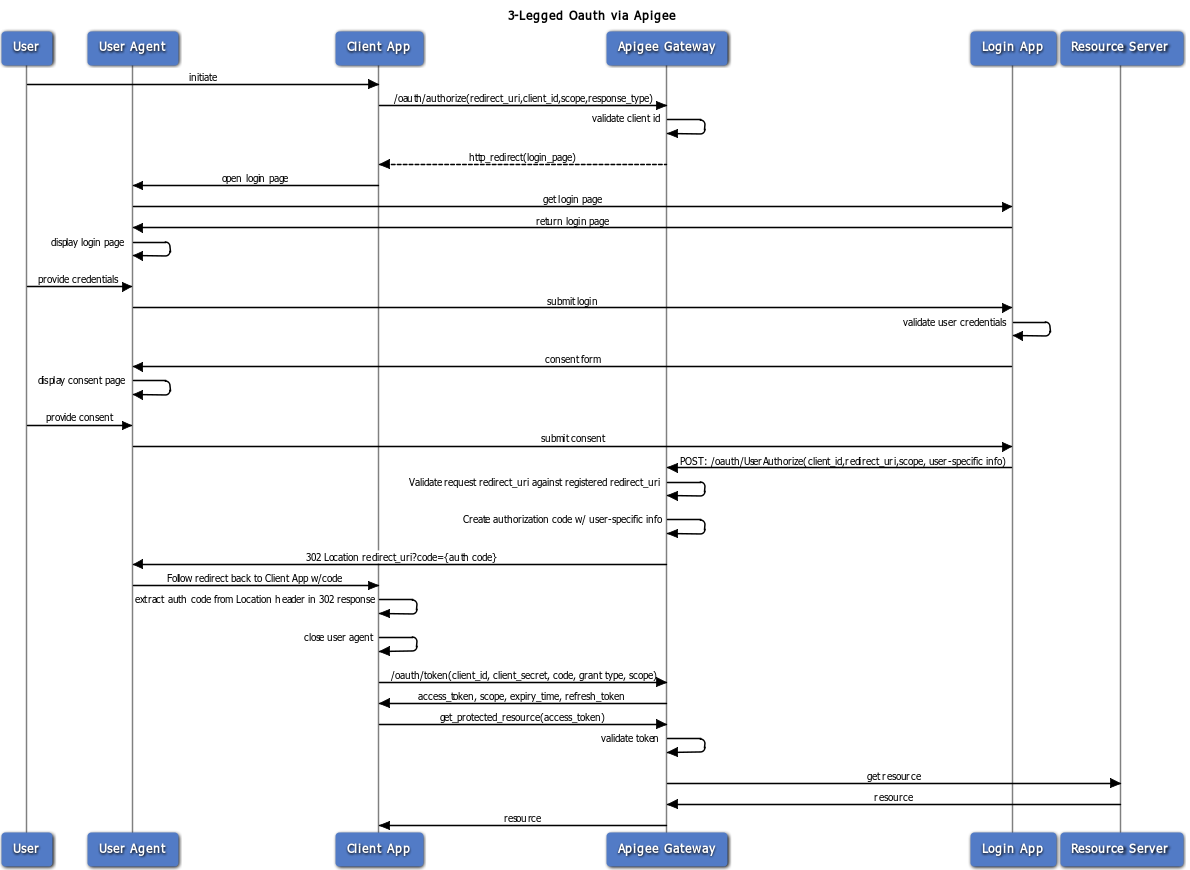 3-Legged Oauth via Apigee
User User Agent Client App Apigee Gateway Login App Resource Server
initiate
/oauth/authorize(redirect_uri,client_id,scope,response_type)
validate client id
http_redirect(login_page)
open login page
get login page
return login page
display login page
provide credentials
submit login
validate user credentials
consent form
display consent page
provide consent
submit consent
POST: /oauth/UserAuthorize(client_id,redirect_uri,scope, user-specific info)
Validate request redirect_uri against registered redirect_uri
Create authorization code w/ user-specific info
302 Location redirect_uri?code={auth code}
Follow redirect back to Client App w/code
extract auth code from Location header in 302 response
close user agent
/oauth/token(client_id, client_secret, code, grant type, scope)
access_token, scope, expiry_time, refresh_token
get_protected_resource(access_token)
validate token
get resource
resource
resource
User User Agent Client App Apigee Gateway Login App Resource Server